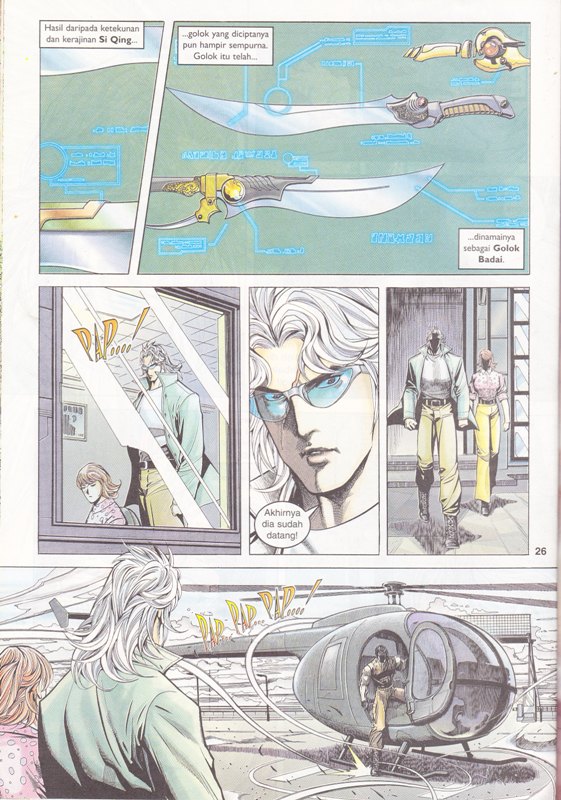 Hasil daripada ketekunan
dan kerajinan Si Qing...
...golok yang diciptanya
pun hampir sempurna.
Golok itu telah...
...dinamainya
sebagai Golok
Badai.
PAP....!
Akhirnya
dia sudah
datang!
26
PAP... PAP... PAP....!